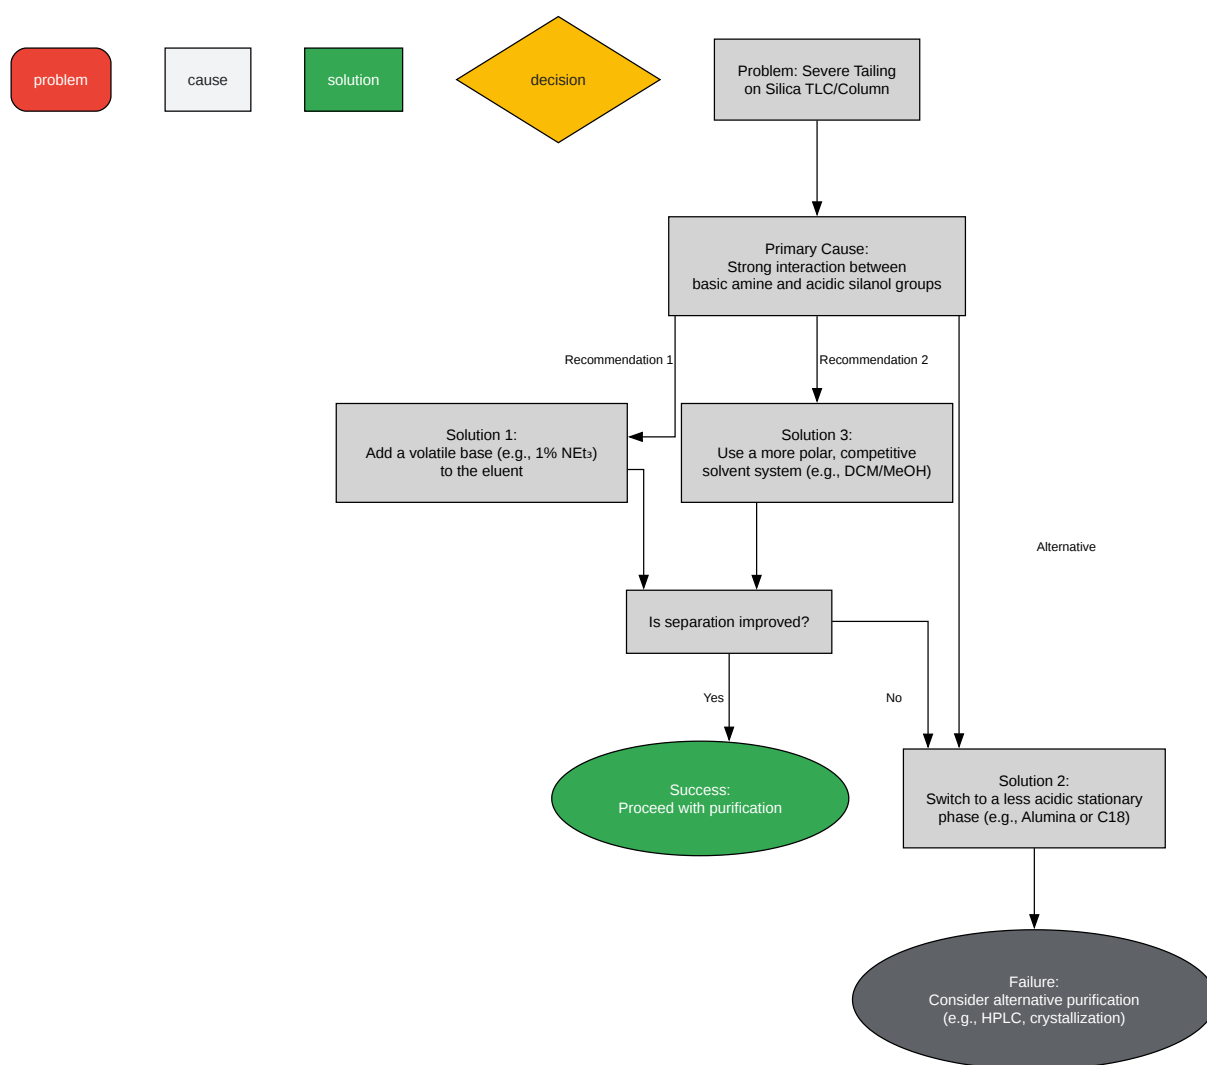 problem
cause
solution
decision
Problem: Severe Tailing
on Silica TLC/Column
Primary Cause:
Strong interaction between
basic amine and acidic silanol groups
Recommendation 1
Recommendation 2
Solution 1:
Add a volatile base (e.g., 1% NEt₃)
to the eluent
Solution 3:
Use a more polar, competitive
solvent system (e.g., DCM/MeOH)
Alternative
Is separation improved?
Yes
No
Success:
Proceed with purification
Solution 2:
Switch to a less acidic stationary
phase (e.g., Alumina or C18)
Failure:
Consider alternative purification
(e.g., HPLC, crystallization)